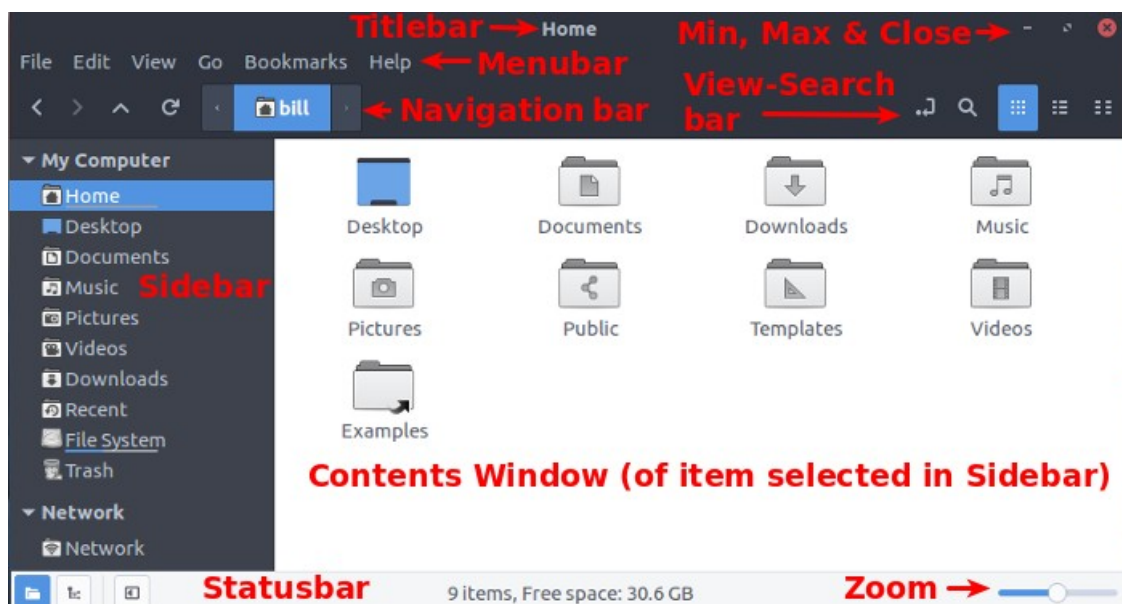 Titlebar Home Min, Max & Close
File Edit View Go Bookmarks Help Menubar
View-Search
bill Navigation bar bar
My Computer
Home
Desktop
Documents
Music Sidebar
Pictures
Videos
Downloads
Recent
File System
Trash
Network
Network
Desktop Documents Downloads Music
Pictures Public Templates Videos
Examples
Contents Window (of item selected in Sidebar)
Statusbar 9 items, Free space: 30.6 GB Zoom